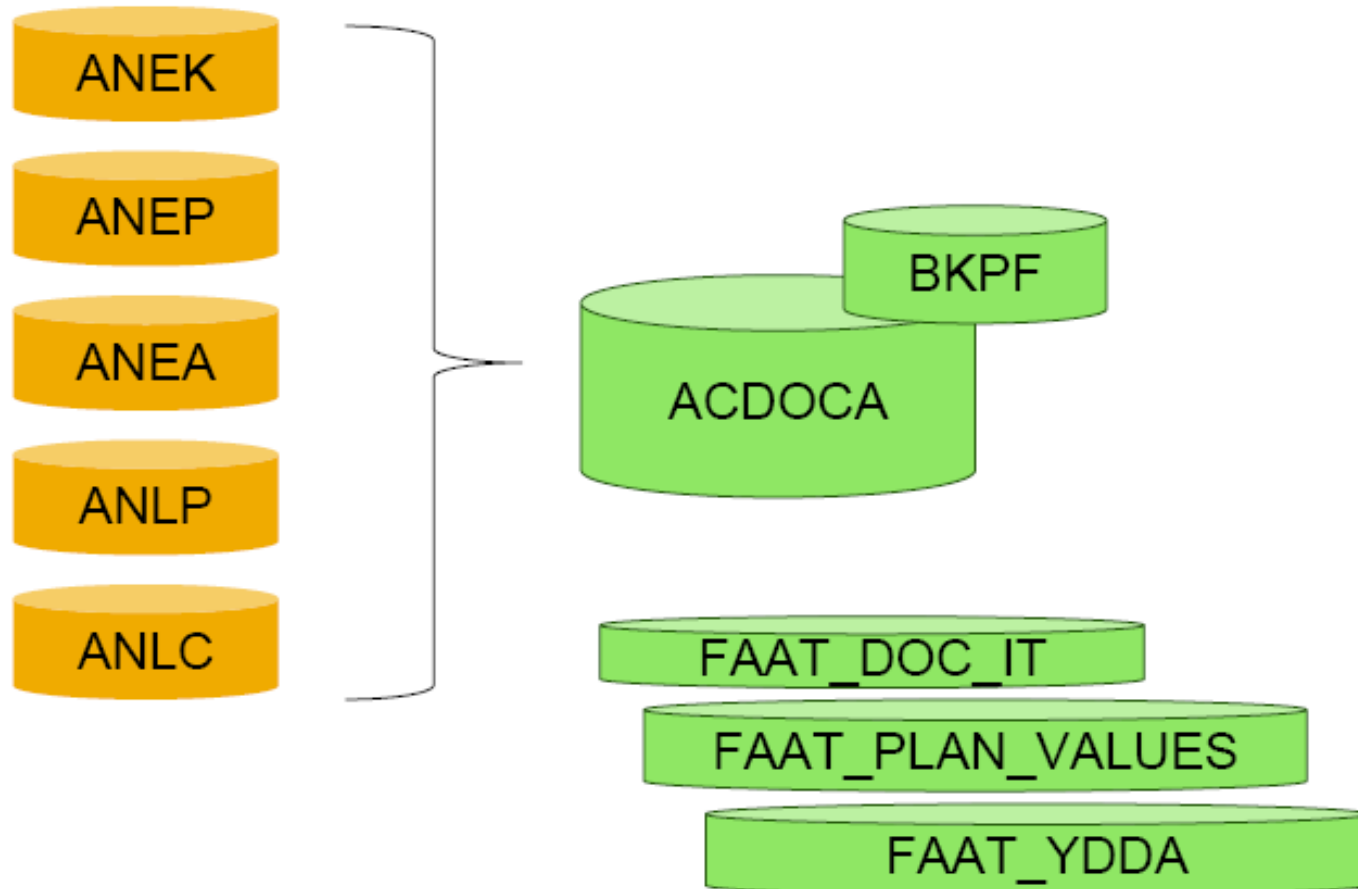 ANEK
ANEP
ANEA
ANLP
ANLC
BKPF
ACDOCA
FAAT_DOC_IT
FAAT_PLAN_VALUES
FAAT_YDDA